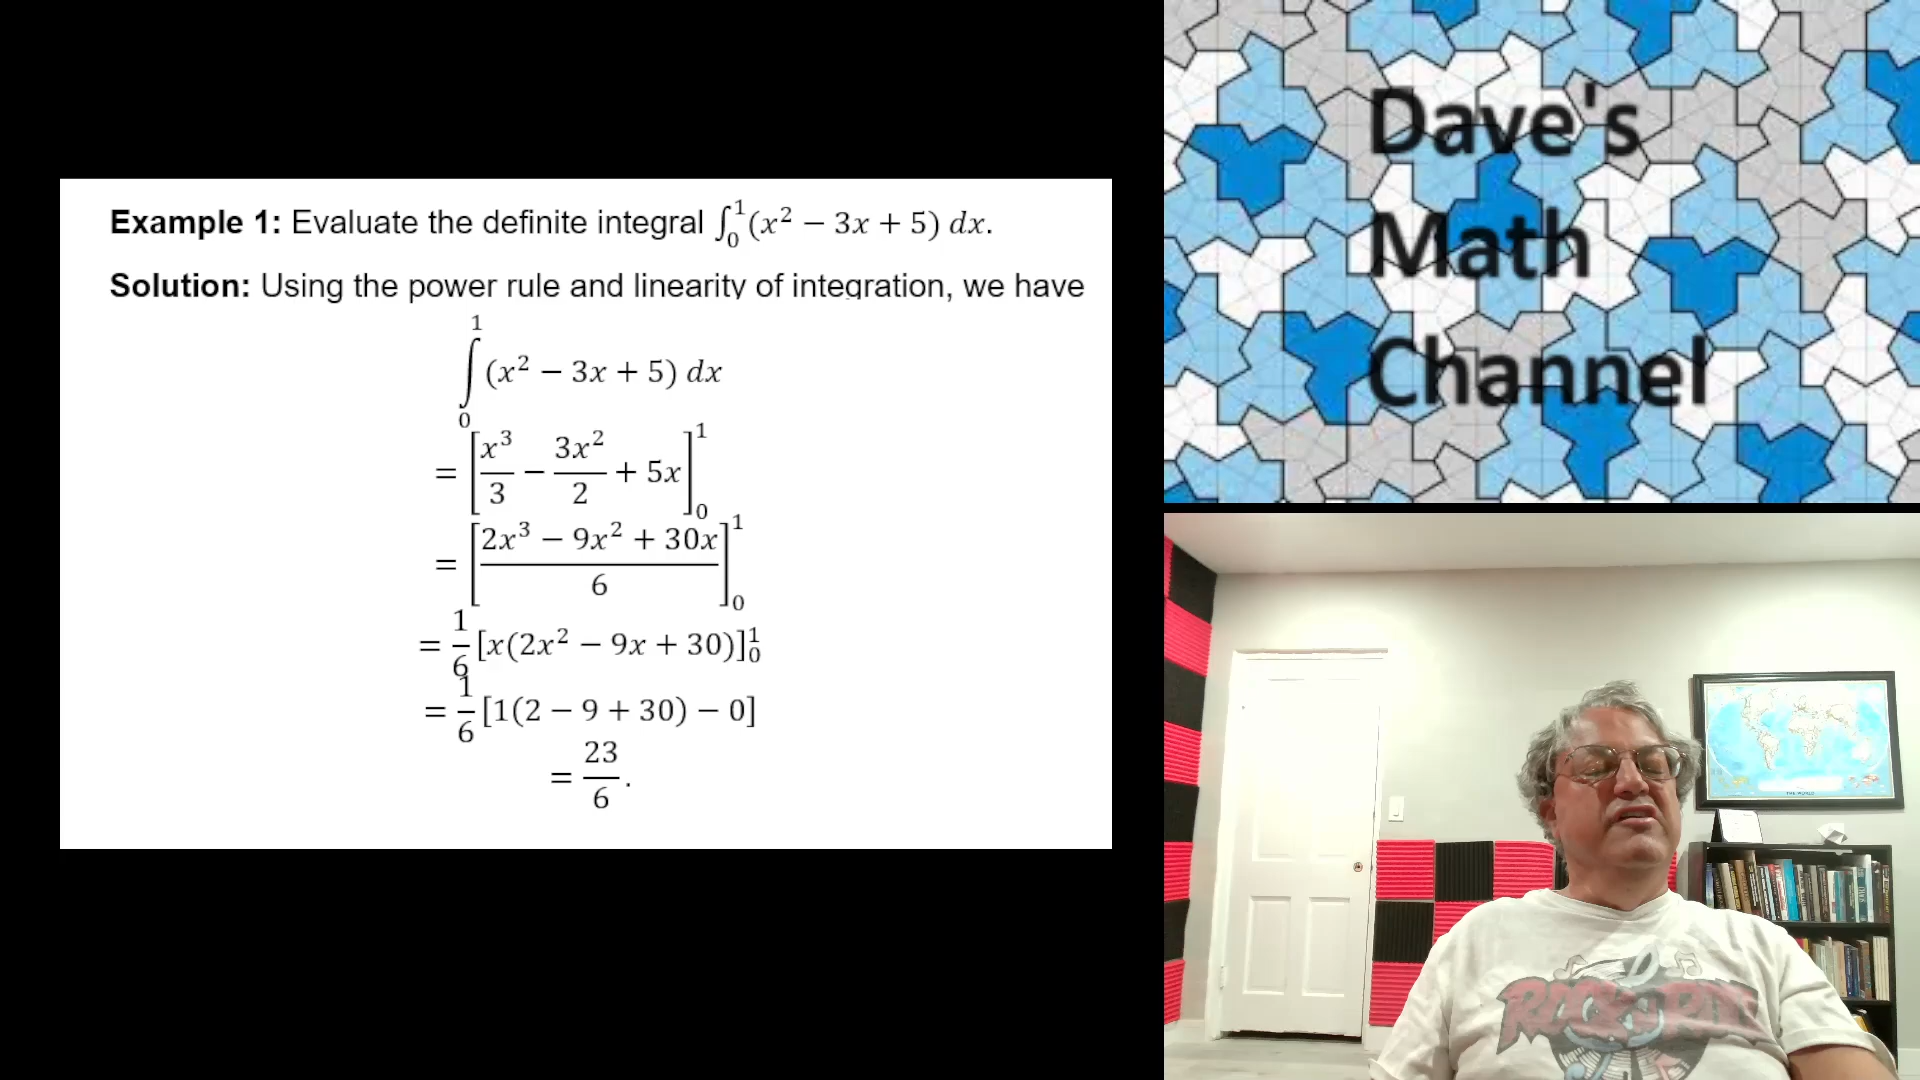 Example 1: Evaluate the definite integral ∫₀¹(x² − 3x + 5) dx.
Solution: Using the power rule and linearity of integration, we have
∫₀¹ (x² − 3x + 5) dx
= [x³/3 − 3x²/2 + 5x]₀¹
= [(2x³ − 9x² + 30x)/6]₀¹
= 1/6 [x(2x² − 9x + 30)]₀¹
= 1/6 [1(2 − 9 + 30) − 0]
= 23/6.
Dave's
Math
Channel